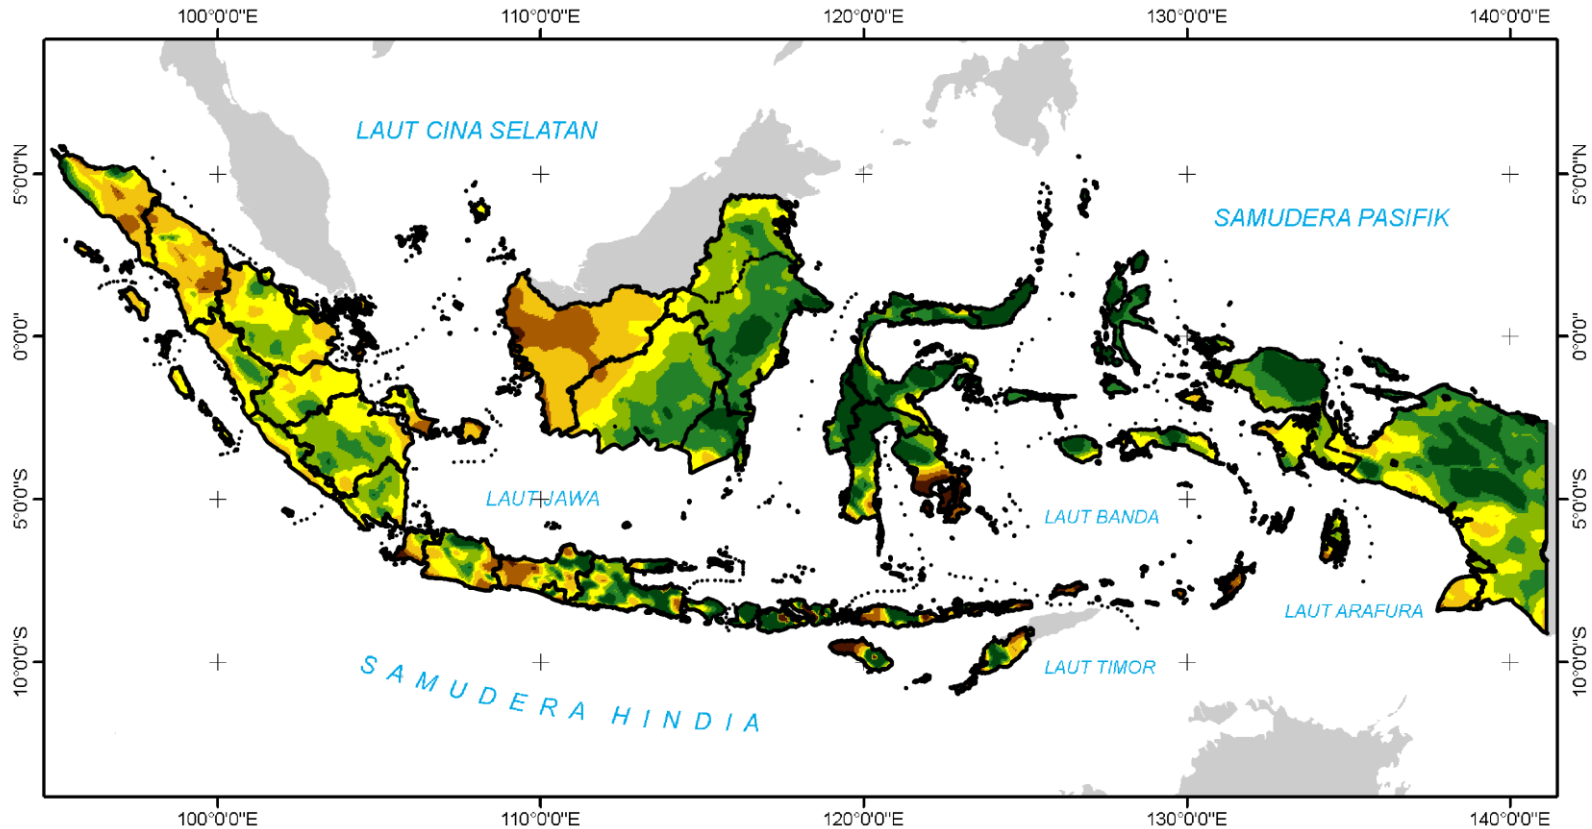 100°0'0"E 110°0'0"E 120°0'0"E 130°0'0"E 140°0'0"E
LAUT CINA SELATAN
5°0'0"N 5°0'0"N
SAMUDERA PASIFIK
0°0'0" 0°0'0"
LAUT JAWA
5°0'0"S 5°0'0"S
LAUT BANDA
LAUT ARAFURA
10°0'0"S 10°0'0"S
LAUT TIMOR
SAMUDERA HINDIA
100°0'0"E 110°0'0"E 120°0'0"E 130°0'0"E 140°0'0"E